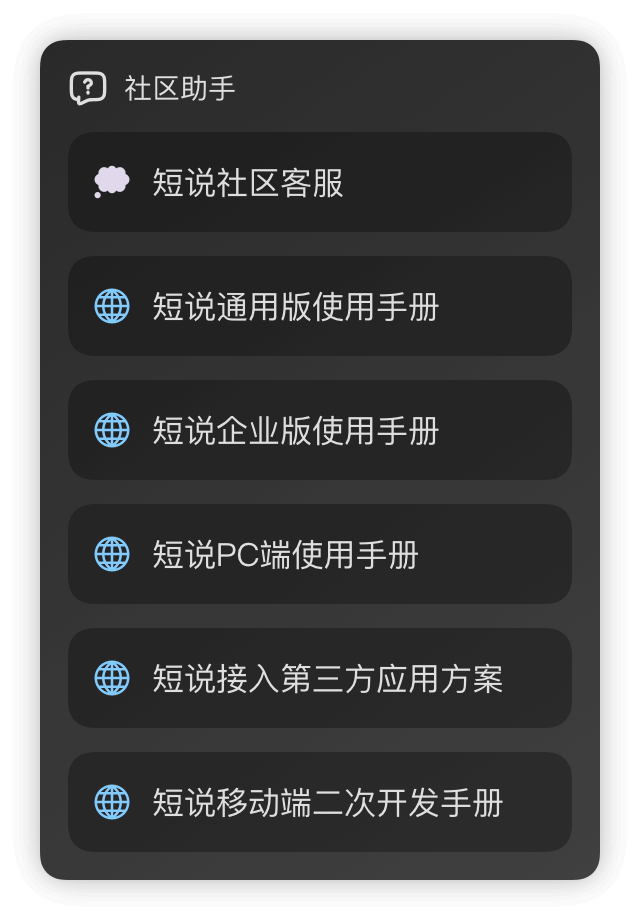 社区助手
短说社区客服
短说通用版使用手册
短说企业版使用手册
短说PC端使用手册
短说接入第三方应用方案
短说移动端二次开发手册